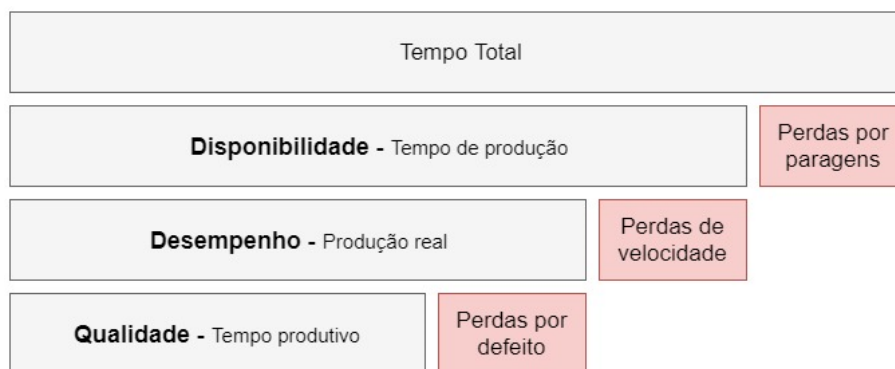 Tempo Total
Disponibilidade - Tempo de produção
Perdas por
paragens
Desempenho - Produção real
Perdas de
velocidade
Qualidade - Tempo produtivo
Perdas por
defeito